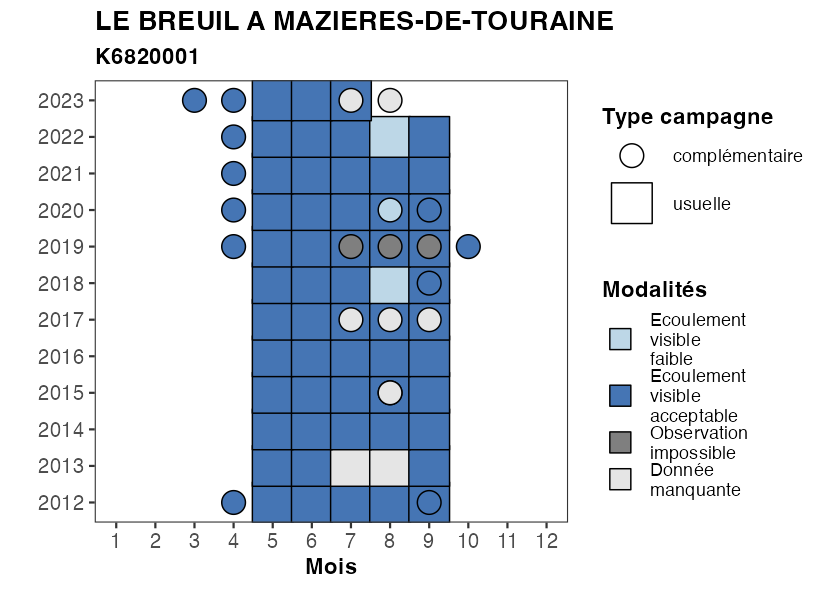 LE BREUIL A MAZIERES-DE-TOURAINE
K6820001
2023
2022
2021
2020
2019
2018
2017
2016
2015
2014
2013
2012
1 2 3 4 5 6 7 8 9 10 11 12
Mois
Type campagne
complémentaire
usuelle
Modalités
Ecoulement
visible
faible
Ecoulement
visible
acceptable
Observation
impossible
Donnée
manquante